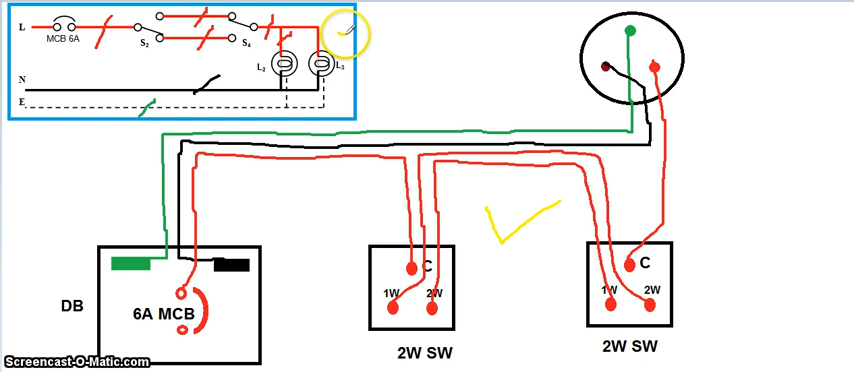 L
MCB 6A
S2
S4
L2
L3
N
E
DB
6A MCB
C
1W 2W
2W SW
C
1W 2W
2W SW
Screencast-O-Matic.com